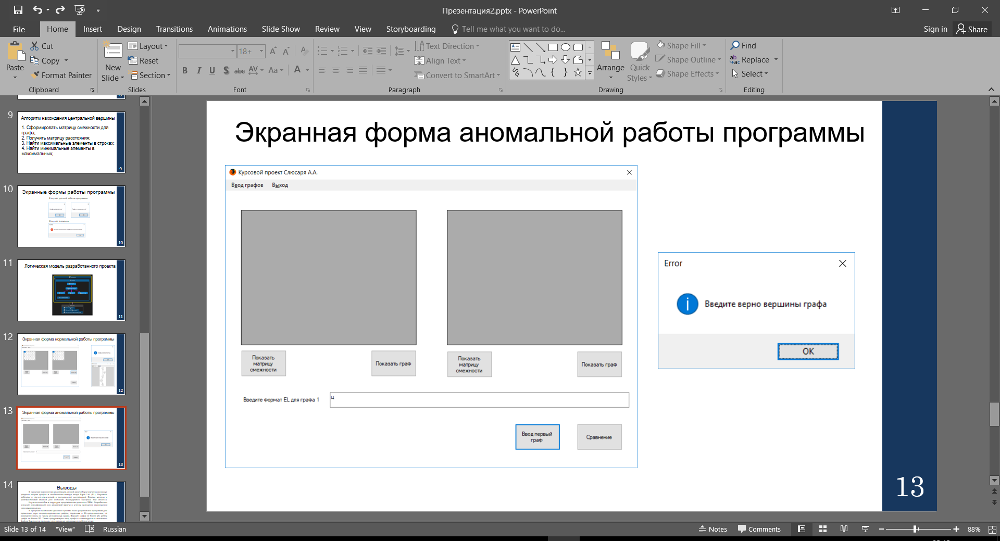 Презентация2.pptx - PowerPoint
File
Home
Insert
Design
Transitions
Animations
Slide Show
Review
View
Storyboarding
Tell me what you want to do...
Sign in
Share
Paste
Cut
Copy
Format Painter
Clipboard
New
Slide
Layout
Reset
Section
Slides
18+
B I U S abc AV Aa A
Font
Text Direction
Align Text
Convert to SmartArt
Paragraph
Arrange
Quick
Styles
Shape Fill
Shape Outline
Shape Effects
Drawing
Find
Replace
Select
Editing
9
Алгоритм нахождения центральной вершины
1. Сформировать матрицу смежности для
графа;
2. Получить матрицу расстояния;
3. Найти максимальные элементы в строках;
4. Найти минимальные элементы в
максимальных;
9
10
Экранные формы работы программы
10
11
Логическая модель разработанного проекта
11
12
Экранная форма нормальной работы программы
12
13
Экранная форма аномальной работы программы
13
14
Выводы
Экранная форма аномальной работы программы
Курсовой проект Слюсаря А.А.
Ввод графов
Выход
Показать
матрицу
смежности
Показать граф
Показать
матрицу
смежности
Показать граф
Введите формат EL для графа 1
ц
Ввод первый
граф
Сравнение
Error
Введите верно вершины графа
OK
13
Slide 13 of 14
"View"
Russian
Notes
Comments
88%